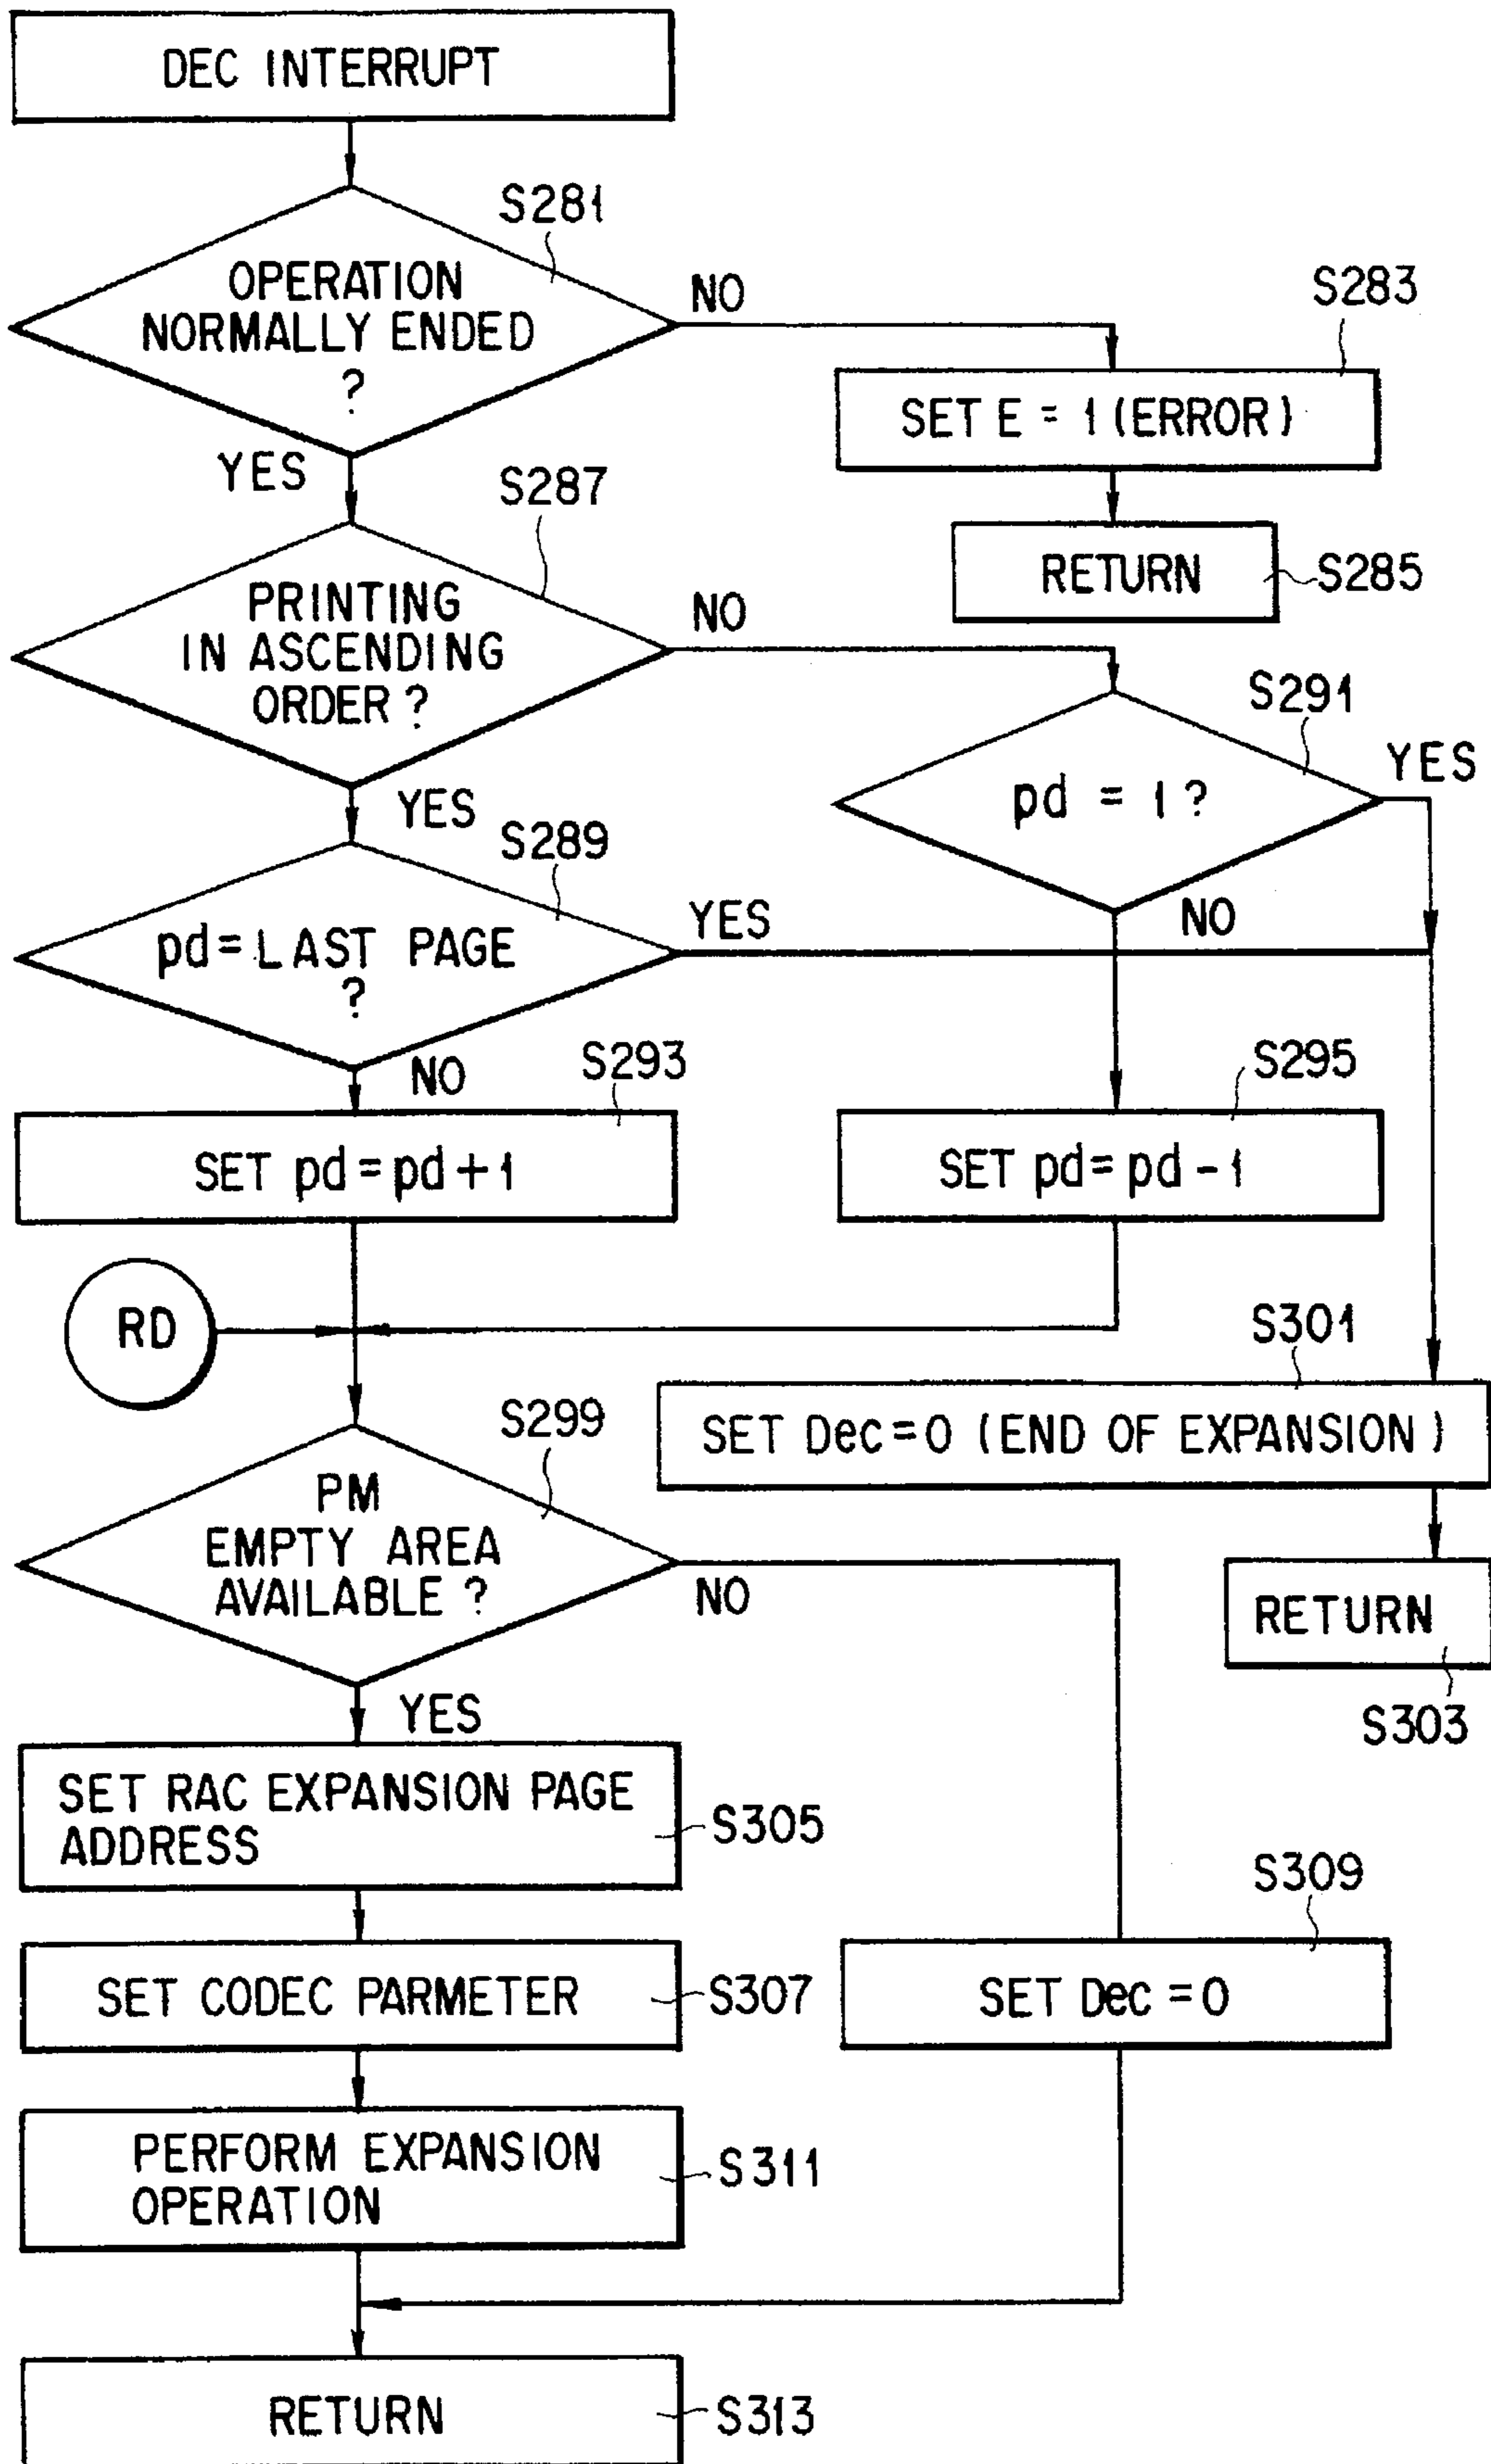 DEC INTERRUPT
S281
OPERATION
NORMALLY ENDED
?
NO
YES
S283
SET E = 1 (ERROR)
RETURN
S285
S287
PRINTING
IN ASCENDING
ORDER ?
NO
YES
S291
pd = 1 ?
YES
NO
S289
pd = LAST PAGE
?
YES
NO
S293
SET pd = pd + 1
S295
SET pd = pd - 1
RD
S301
SET Dec = 0 (END OF EXPANSION)
RETURN
S303
S299
PM
EMPTY AREA
AVAILABLE ?
NO
YES
SET RAC EXPANSION PAGE
ADDRESS
S305
SET CODEC PARMETER
S307
S309
SET Dec = 0
PERFORM EXPANSION
OPERATION
S311
RETURN
S313